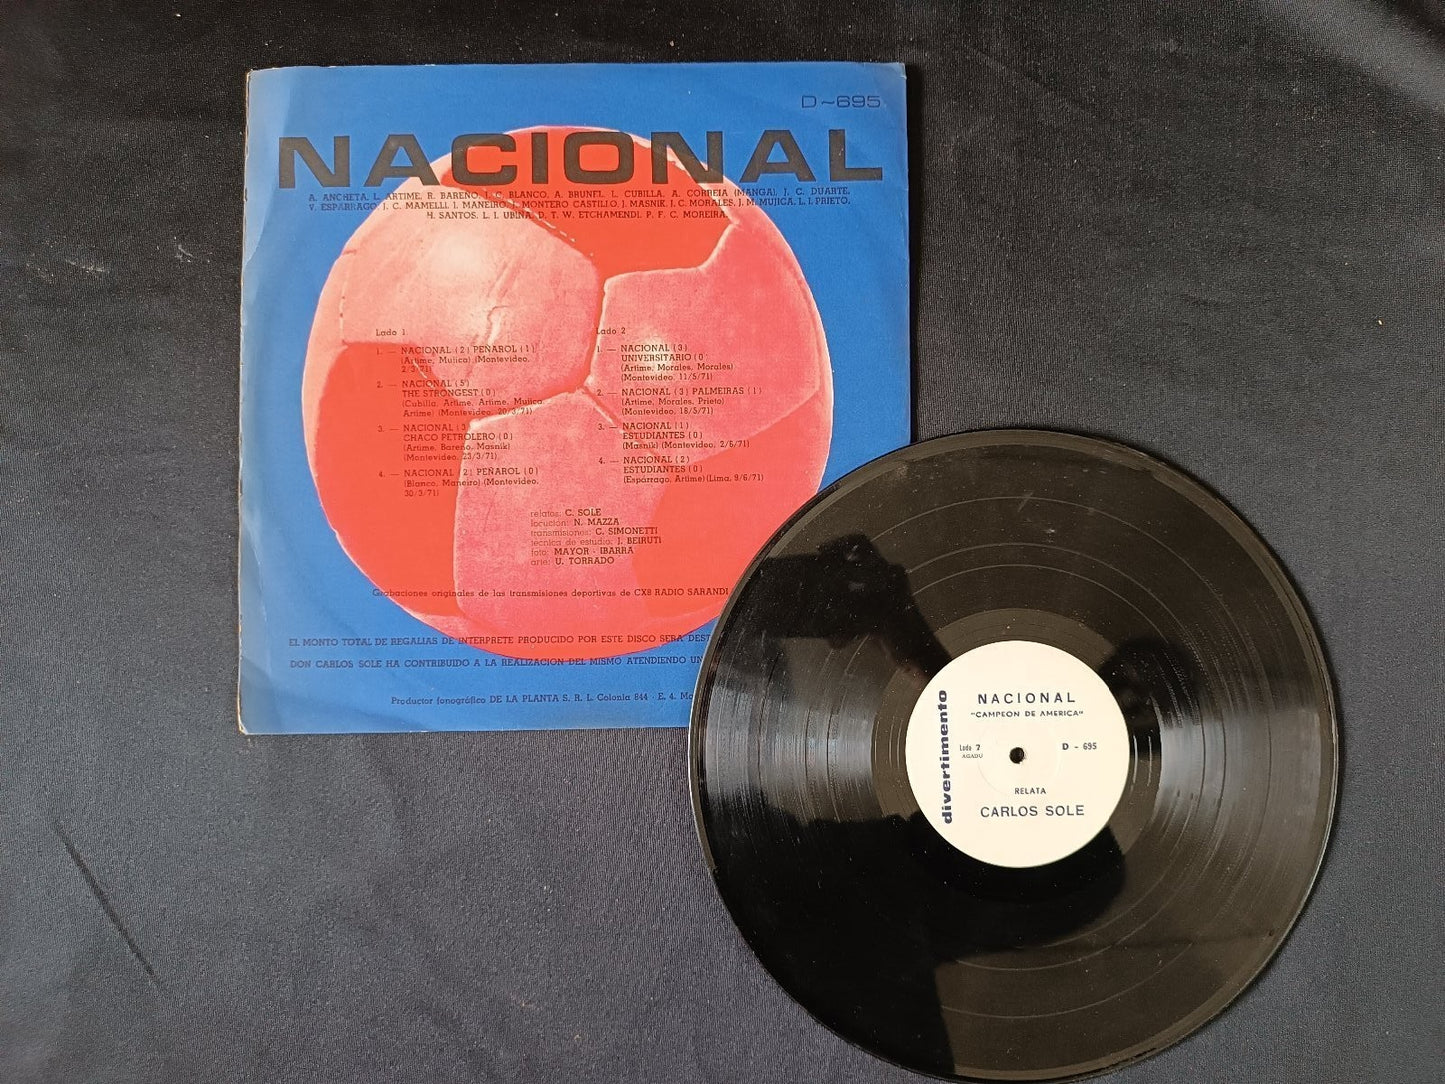 D~695
NACIONAL
A. ANCHETA, L. ARTIME, R. BAREÑO, J. C. BLANCO, A. BRUNEL, L. CUBILLA, A. CORREIA (MANGA), J. C. DUARTE,
V. ESPARRAGO, J. C. MAMELLI, I. MANEIRO, J. MONTERO CASTILLO, J. MASNIK, J. C. MORALES, J. M. MUJICA, L. I. PRIETO,
H. SANTOS, L. I. UBIÑA, D. T. W. ETCHAMENDI, P. F. C. MOREIRA.
Lado 1
1. — NACIONAL (2) PEÑAROL (1)
(Artime, Mujica) (Montevideo,
2/3/71)
2. — NACIONAL (5)
THE STRONGEST (0)
(Cubilla, Artime, Artime, Mujica,
Artime) (Montevideo, 20/3/71)
3. — NACIONAL (3)
CHACO PETROLERO (0)
(Artime, Bareño, Masnik)
(Montevideo, 23/3/71)
4. — NACIONAL (2) PEÑAROL (0)
(Blanco, Maneiro) (Montevideo,
30/3/71)
Lado 2
1. — NACIONAL (3)
UNIVERSITARIO (0)
(Artime, Morales, Morales)
(Montevideo, 11/5/71)
2. — NACIONAL (3) PALMEIRAS (1)
(Artime, Morales, Prieto)
(Montevideo, 18/5/71)
3. — NACIONAL (1)
ESTUDIANTES (0)
(Masnik) (Montevideo, 2/6/71)
4. — NACIONAL (2)
ESTUDIANTES (0)
(Espárrago, Artime) (Lima, 9/6/71)
relatos: C. SOLE
locución: N. MAZZA
transmisiones: C. SIMONETTI
técnica de estudio: J. BEIRUTI
foto: MAYOR - IBARRA
arte: U. TORRADO
Grabaciones originales de las transmisiones deportivas de CX8 RADIO SARANDI
EL MONTO TOTAL DE REGALIAS DE INTERPRETE PRODUCIDO POR ESTE DISCO SERA
DON CARLOS SOLE HA CONTRIBUIDO A LA REALIZACION DEL MISMO ATENDIENDO
Productor fonográfico DE LA PLANTA S. R. L. Colonia 844 - E. 4.
divertimento
NACIONAL
"CAMPEON DE AMERICA"
Lado 2
AGADU
D - 695
RELATA
CARLOS SOLE